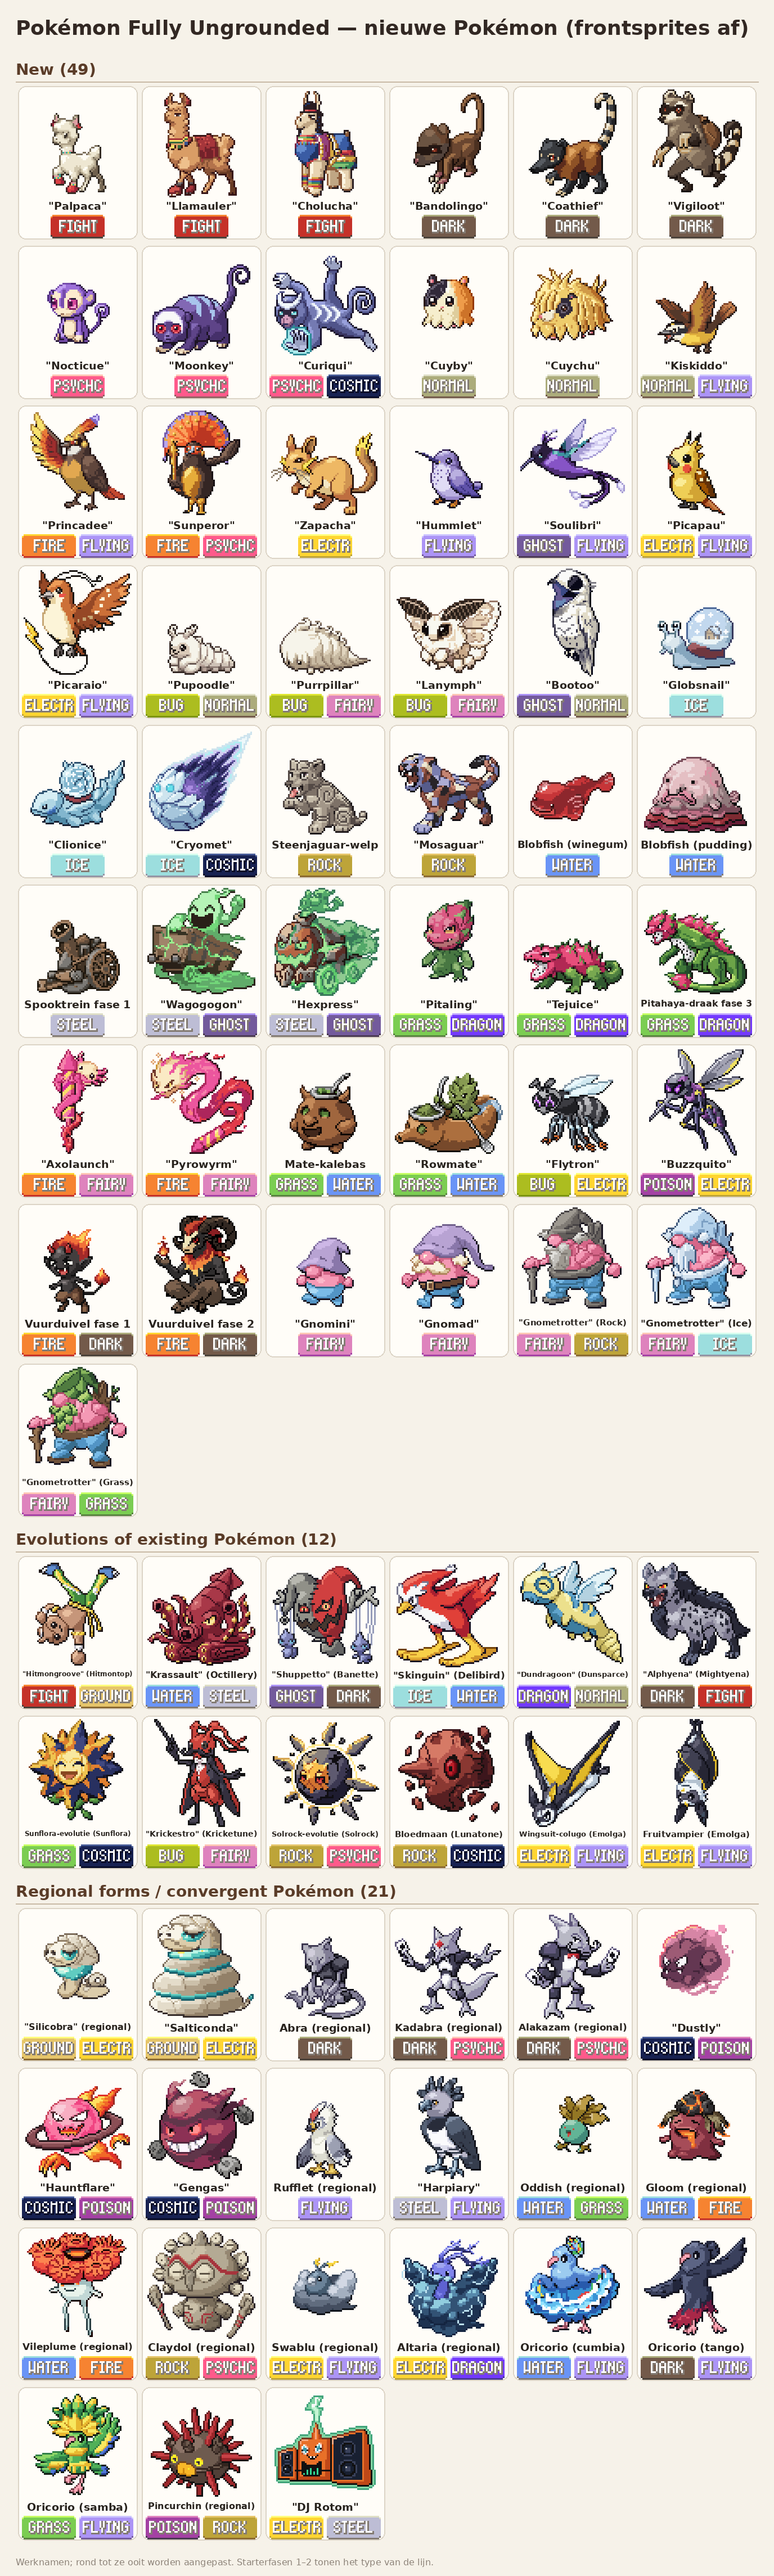 Pokémon Fully Ungrounded — nieuwe Pokémon (frontsprites af)
New (49)
"Palpaca" "Llamauler" "Cholucha" "Bandolingo" "Coathief" "Vigiloot"
FIGHT FIGHT FIGHT DARK DARK DARK
"Nocticue" "Moonkey" "Curiqui" "Cuyby" "Cuychu" "Kiskiddo"
PSYCHC PSYCHC PSYCHC COSMIC NORMAL NORMAL NORMAL FLYING
"Princadee" "Sunperor" "Zapacha" "Hummlet" "Soulibri" "Picapau"
FIRE FLYING FIRE PSYCHC ELECTR FLYING GHOST FLYING ELECTR FLYING
"Picaraio" "Pupoodle" "Purrpillar" "Lanymph" "Bootoo" "Globsnail"
ELECTR FLYING BUG NORMAL BUG FAIRY BUG FAIRY GHOST NORMAL ICE
"Clionice" "Cryomet" Steenjaguar-welp "Mosaguar" Blobfish (winegum) Blobfish (pudding)
ICE ICE COSMIC ROCK ROCK WATER WATER
Spooktrein fase 1 "Wagogogon" "Hexpress" "Pitaling" "Tejuice" Pitahaya-draak fase 3
STEEL STEEL GHOST STEEL GHOST GRASS DRAGON GRASS DRAGON GRASS DRAGON
"Axolaunch" "Pyrowyrm" Mate-kalebas "Rowmate" "Flytron" "Buzzquito"
FIRE FAIRY FIRE FAIRY GRASS WATER GRASS WATER BUG ELECTR POISON ELECTR
Vuurduivel fase 1 Vuurduivel fase 2 "Gnomini" "Gnomad" "Gnometrotter" (Rock) "Gnometrotter" (Ice)
FIRE DARK FIRE DARK FAIRY FAIRY FAIRY ROCK FAIRY ICE
"Gnometrotter" (Grass)
FAIRY GRASS
Evolutions of existing Pokémon (12)
"Hitmongroove" (Hitmontop) "Krassault" (Octillery) "Shuppetto" (Banette) "Skinguin" (Delibird) "Dundragoon" (Dunsparce) "Alphyena" (Mightyena)
FIGHT GROUND WATER STEEL GHOST DARK ICE WATER DRAGON NORMAL DARK FIGHT
Sunflora-evolutie (Sunflora) "Krickestro" (Kricketune) Solrock-evolutie (Solrock) Bloedmaan (Lunatone) Wingsuit-colugo (Emolga) Fruitvampier (Emolga)
GRASS COSMIC BUG FAIRY ROCK PSYCHC ROCK COSMIC ELECTR FLYING ELECTR FLYING
Regional forms / convergent Pokémon (21)
"Silicobra" (regional) "Salticonda" Abra (regional) Kadabra (regional) Alakazam (regional) "Dustly"
GROUND ELECTR GROUND ELECTR DARK DARK PSYCHC DARK PSYCHC COSMIC POISON
"Hauntflare" "Gengas" Rufflet (regional) "Harpiary" Oddish (regional) Gloom (regional)
COSMIC POISON COSMIC POISON FLYING STEEL FLYING WATER GRASS WATER FIRE
Vileplume (regional) Claydol (regional) Swablu (regional) Altaria (regional) Oricorio (cumbia) Oricorio (tango)
WATER FIRE ROCK PSYCHC ELECTR FLYING ELECTR DRAGON WATER FLYING DARK FLYING
Oricorio (samba) Pincurchin (regional) "DJ Rotom"
GRASS FLYING POISON ROCK ELECTR STEEL
Werknamen; rond tot ze ooit worden aangepast. Starterfasen 1–2 tonen het type van de lijn.